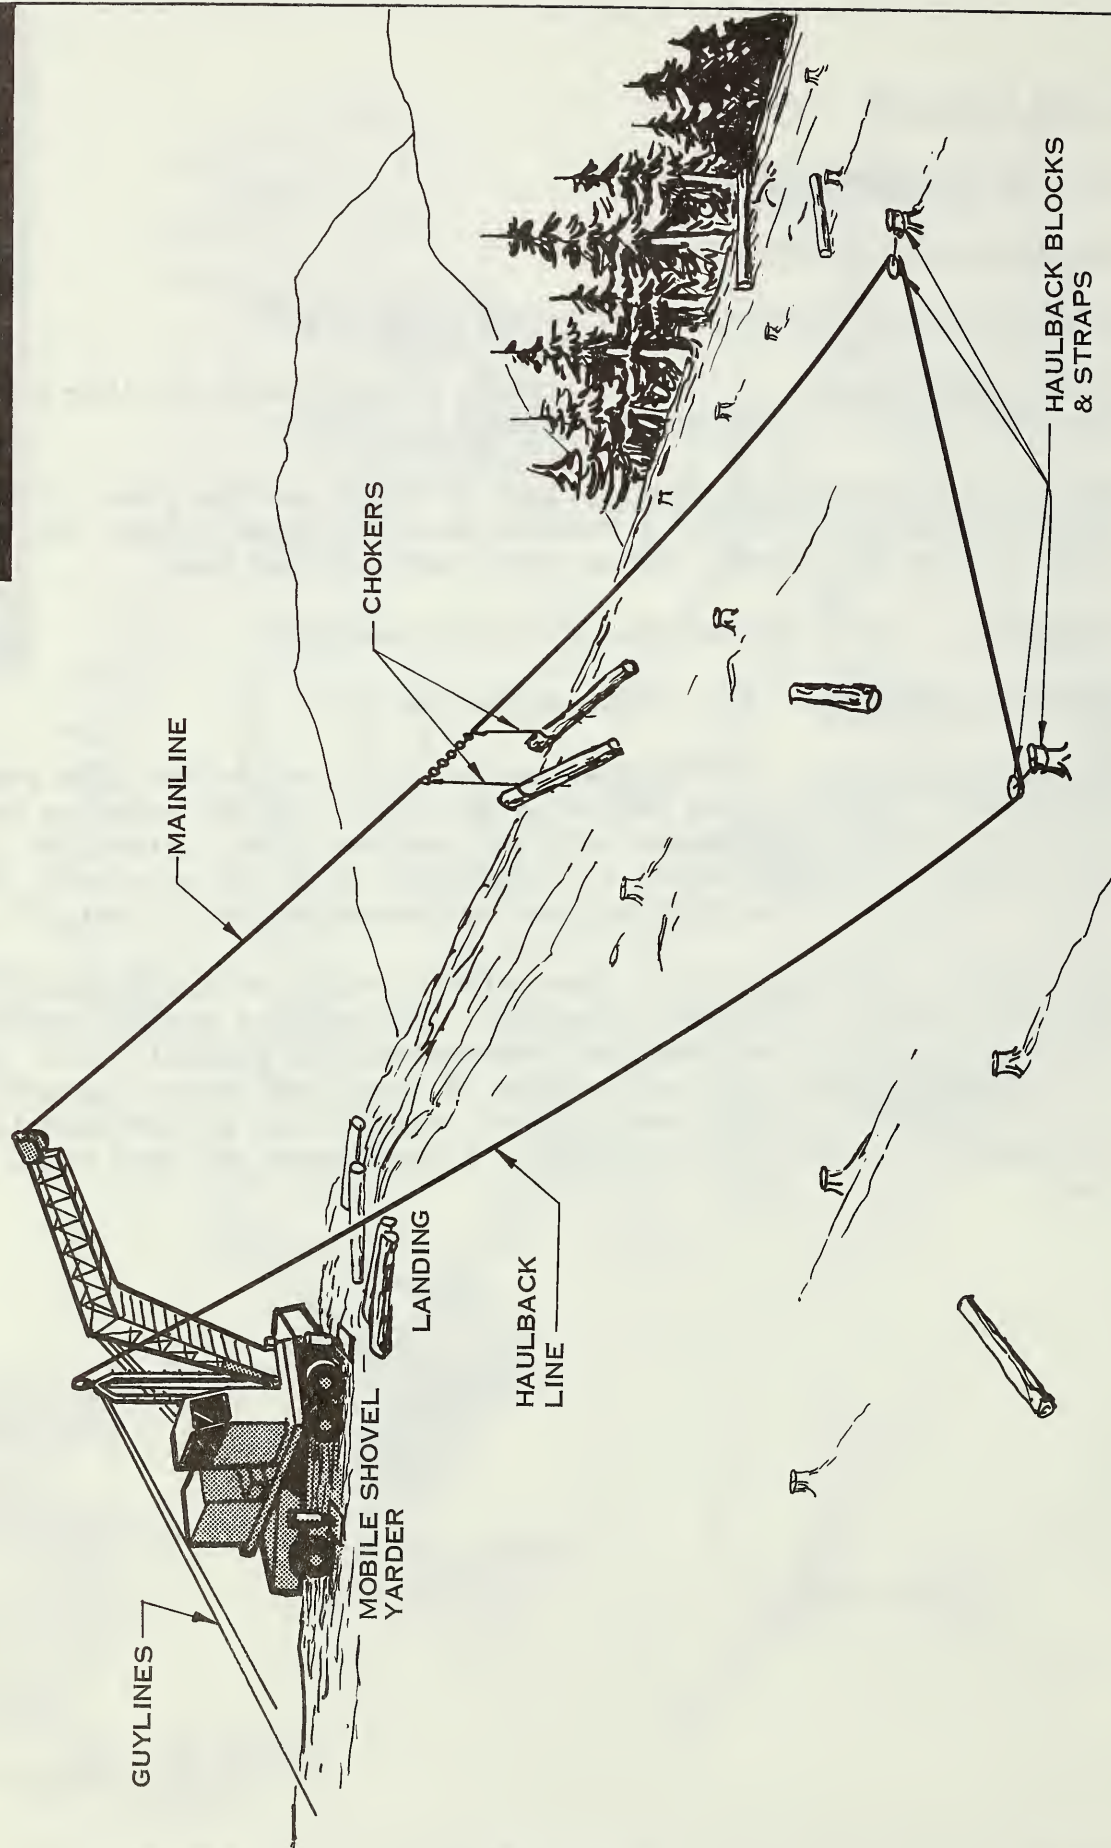 GUYLINES
MAINLINE
CHOKERS
MOBILE SHOVEL
YARDER
LANDING
HAULBACK
LINE
HAULBACK BLOCKS
& STRAPS